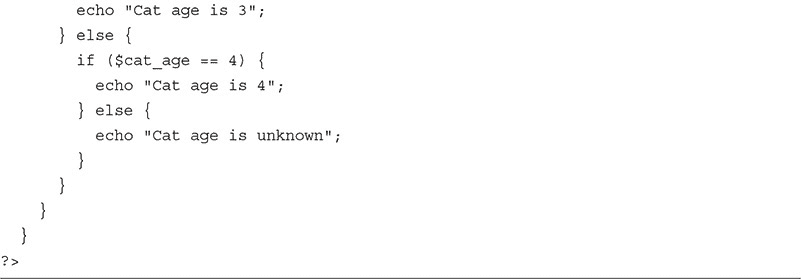 echo "Cat age is 3";
      } else {
        if ($cat_age == 4) {
          echo "Cat age is 4";
        } else {
          echo "Cat age is unknown";
        }
      }
    }
  }
?>